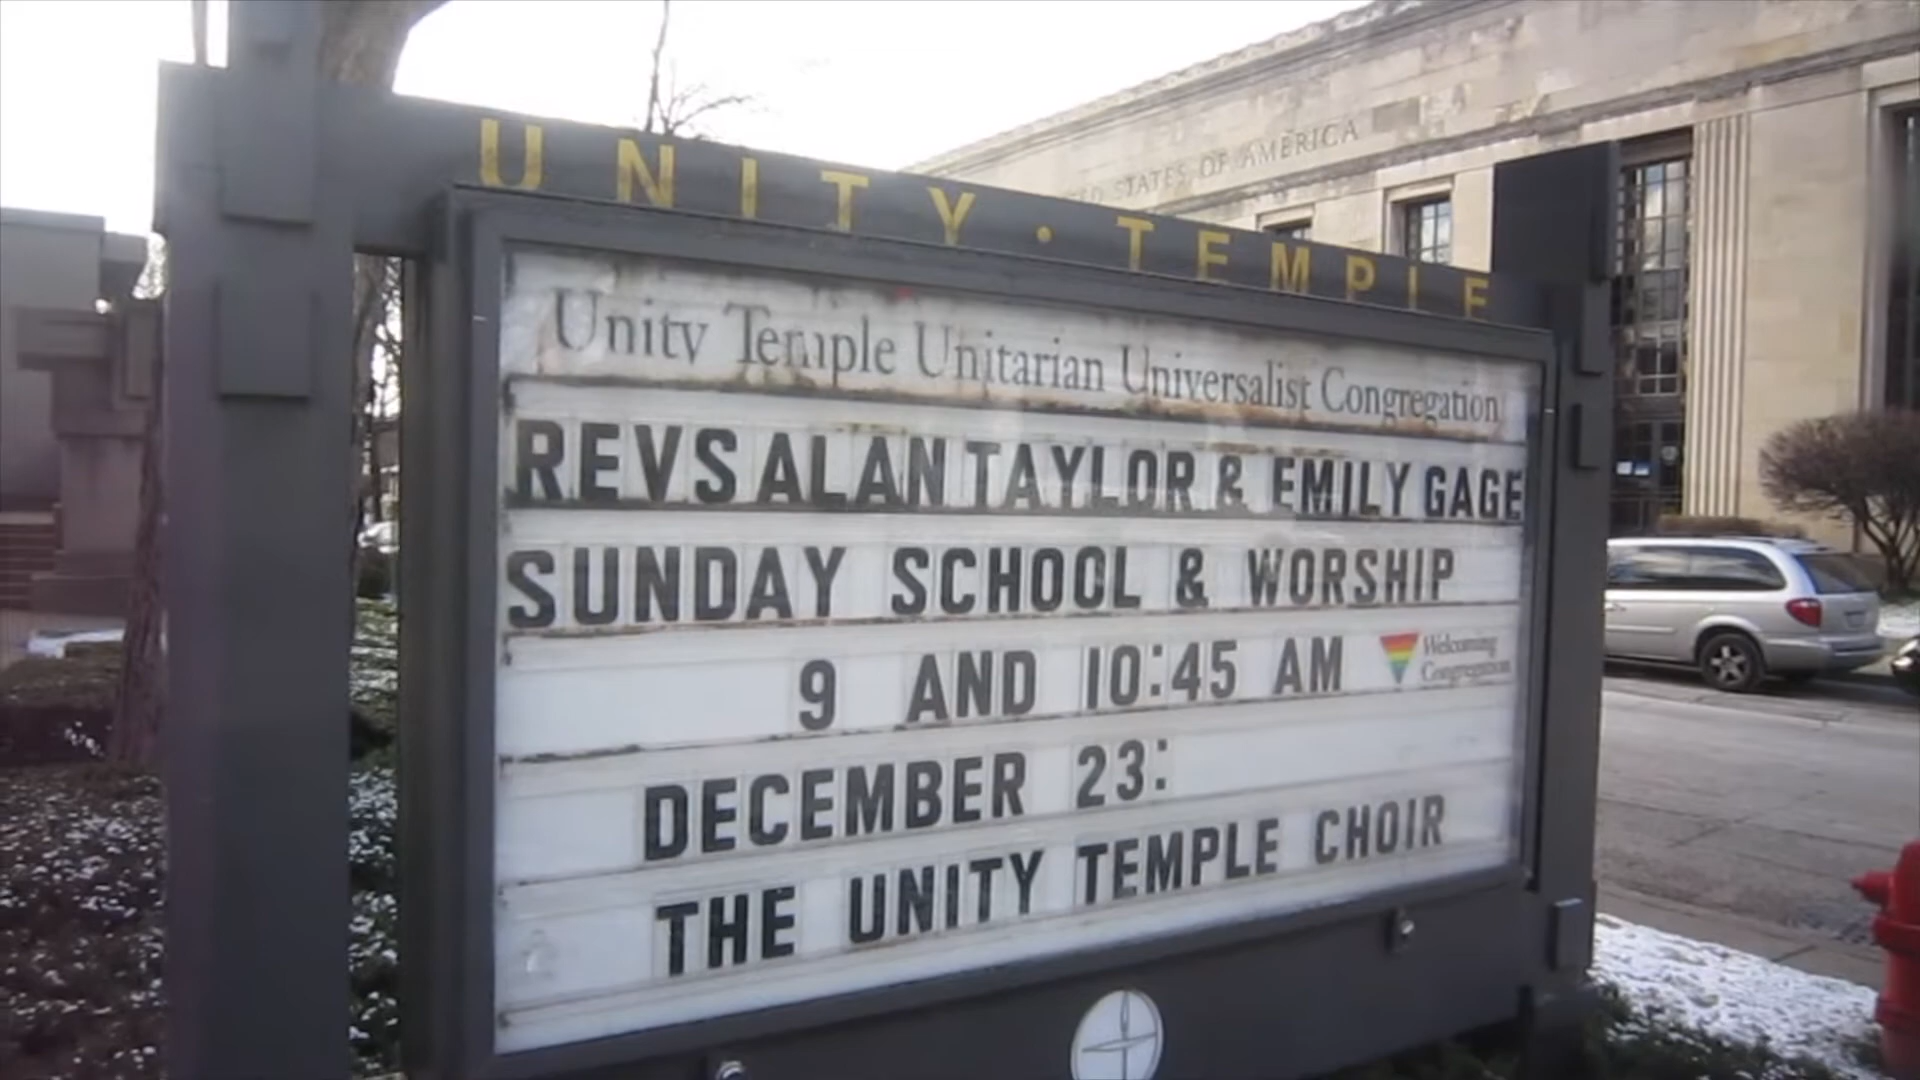 UNITED STATES OF AMERICA
UNITY · TEMPLE
Unity Temple Unitarian Universalist Congregation
REVS ALAN TAYLOR & EMILY GAGE
SUNDAY SCHOOL & WORSHIP
9 AND 10:45 AM
Welcoming
Congregation
DECEMBER 23:
THE UNITY TEMPLE CHOIR